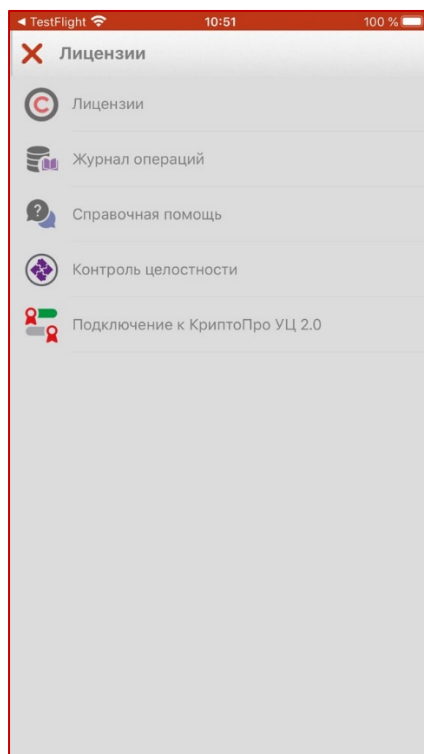 ◄ TestFlight 10:51 100 %
Лицензии
Лицензии
Журнал операций
Справочная помощь
Контроль целостности
Подключение к КриптоПро УЦ 2.0